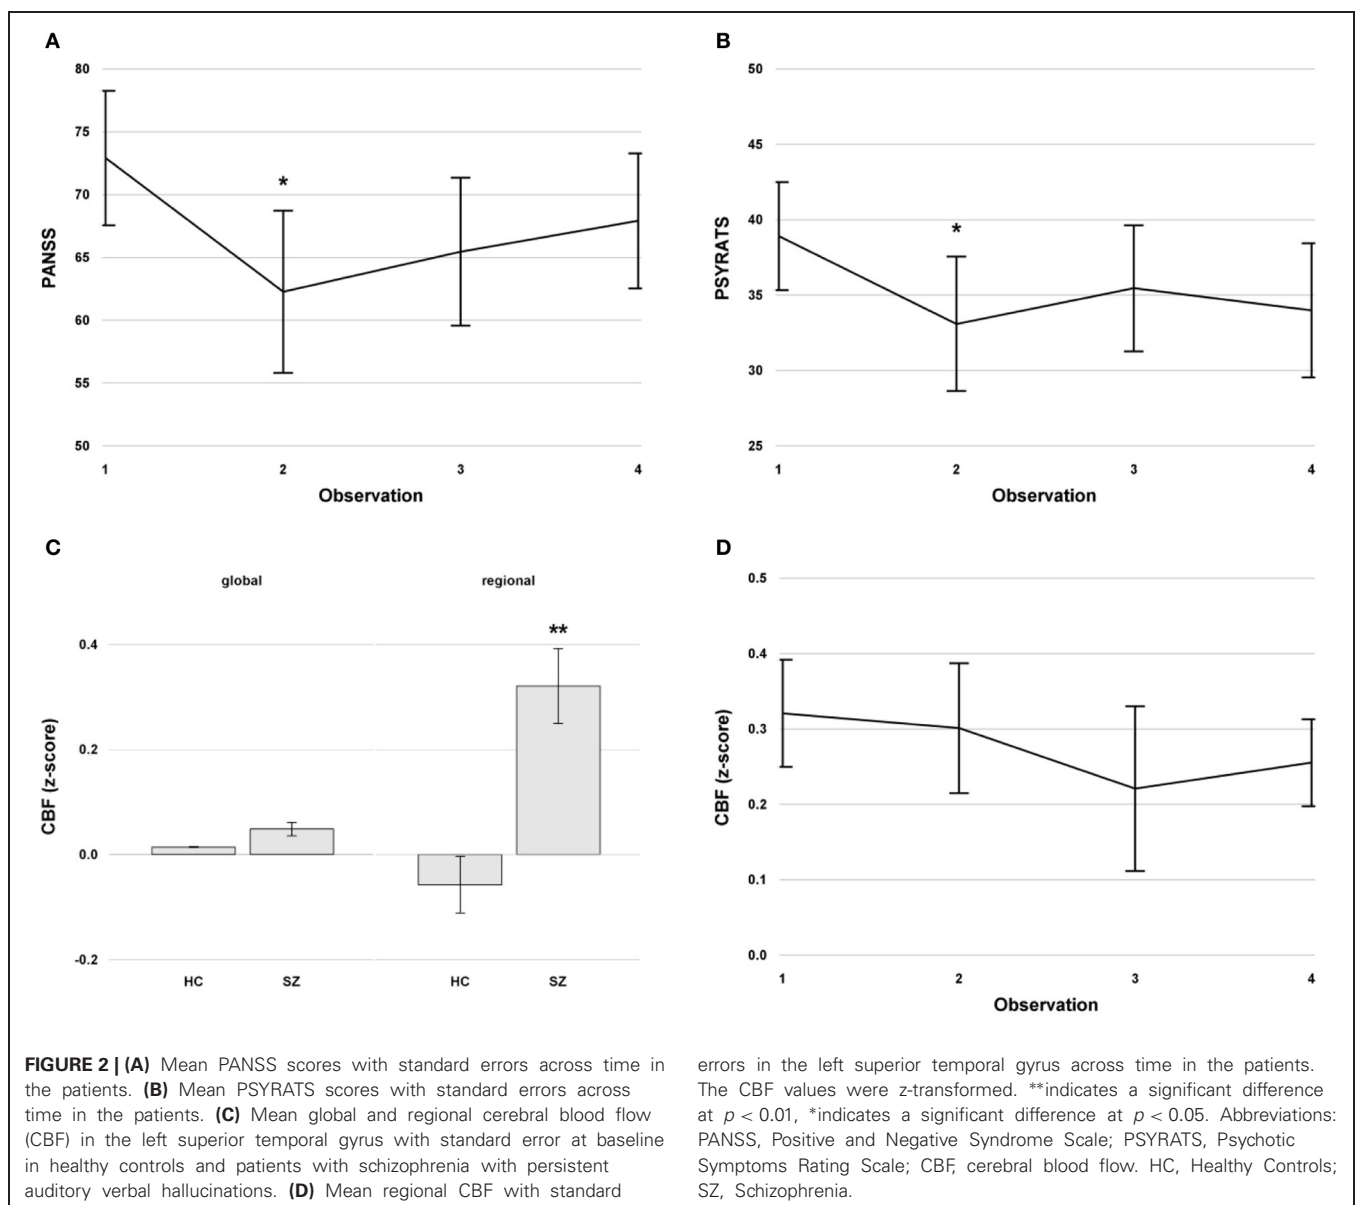 A
80
75
70
65
60
55
50
PANSS
*
1
2
3
4
Observation
B
50
45
40
35
30
25
PSYRATS
*
1
2
3
4
Observation
C
global
regional
**
0.4
0.2
0.0
-0.2
CBF (z-score)
HC
SZ
HC
SZ
D
0.5
0.4
0.3
0.2
0.1
0.0
CBF (z-score)
1
2
3
4
Observation
FIGURE 2 | (A) Mean PANSS scores with standard errors across time in
the patients. (B) Mean PSYRATS scores with standard errors across
time in the patients. (C) Mean global and regional cerebral blood flow
(CBF) in the left superior temporal gyrus with standard error at baseline
in healthy controls and patients with schizophrenia with persistent
auditory verbal hallucinations. (D) Mean regional CBF with standard
errors in the left superior temporal gyrus across time in the patients.
The CBF values were z-transformed. **indicates a significant difference
at p < 0.01, *indicates a significant difference at p < 0.05. Abbreviations:
PANSS, Positive and Negative Syndrome Scale; PSYRATS, Psychotic
Symptoms Rating Scale; CBF, cerebral blood flow. HC, Healthy Controls;
SZ, Schizophrenia.